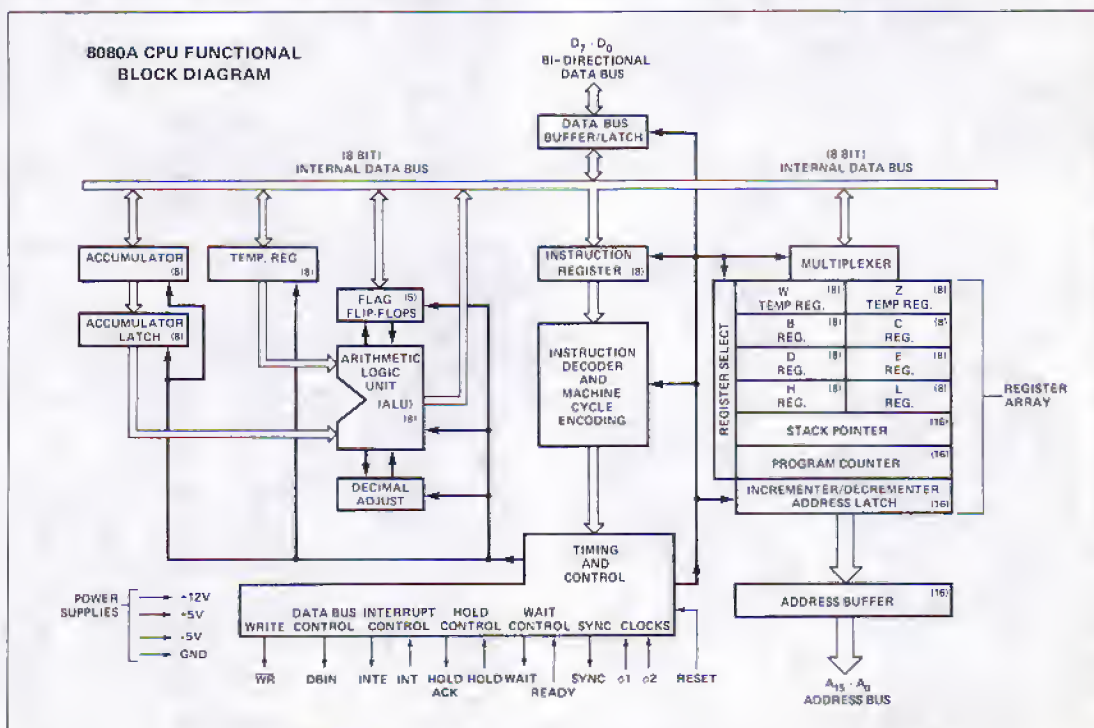 8080A CPU FUNCTIONAL
BLOCK DIAGRAM
D7 - D0
BI-DIRECTIONAL
DATA BUS
DATA BUS
BUFFER/LATCH
(8 BIT)
INTERNAL DATA BUS
(8 BIT)
INTERNAL DATA BUS
ACCUMULATOR
(8)
TEMP. REG.
(8)
INSTRUCTION
REGISTER (8)
MULTIPLEXER
ACCUMULATOR
LATCH (8)
FLAG (5)
FLIP-FLOPS
ARITHMETIC
LOGIC
UNIT
(ALU)
(8)
DECIMAL
ADJUST
INSTRUCTION
DECODER
AND
MACHINE
CYCLE
ENCODING
REGISTER SELECT
W (8)
TEMP REG.
Z (8)
TEMP REG.
B (8)
REG.
C (8)
REG.
D (8)
REG.
E (8)
REG.
H (8)
REG.
L (8)
REG.
STACK POINTER (16)
PROGRAM COUNTER (16)
INCREMENTER/DECREMENTER
ADDRESS LATCH (16)
REGISTER
ARRAY
TIMING
AND
CONTROL
WRITE
DATA BUS
CONTROL
INTERRUPT
CONTROL
HOLD
CONTROL
WAIT
CONTROL
SYNC
CLOCKS
ADDRESS BUFFER (16)
POWER
SUPPLIES
+12V
+5V
-5V
GND
WR
DBIN
INTE
INT
HOLD
ACK
HOLD
WAIT
READY
SYNC
ø1
ø2
RESET
A15 - A0
ADDRESS BUS